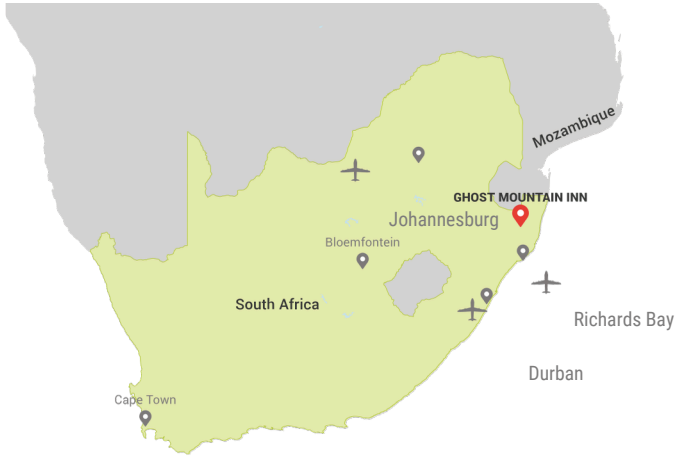 Mozambique
GHOST MOUNTAIN INN
Johannesburg
Bloemfontein
South Africa
Richards Bay
Durban
Cape Town